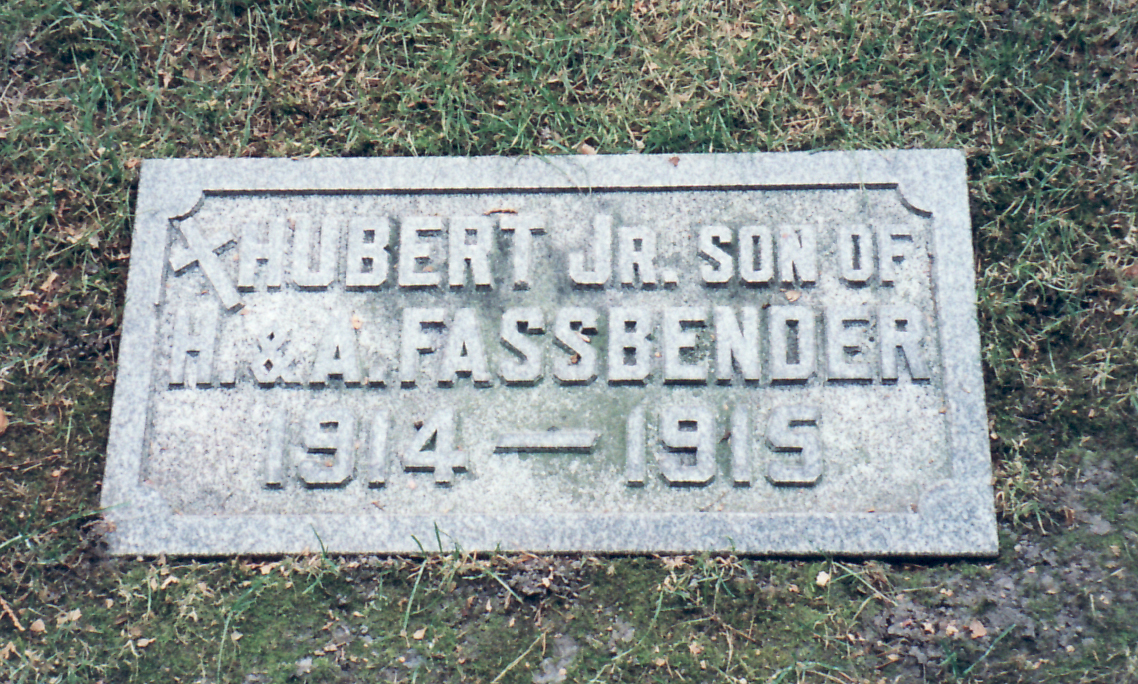 HUBERT JR. SON OF
H. & A. FASSBENDER
1914 — 1915